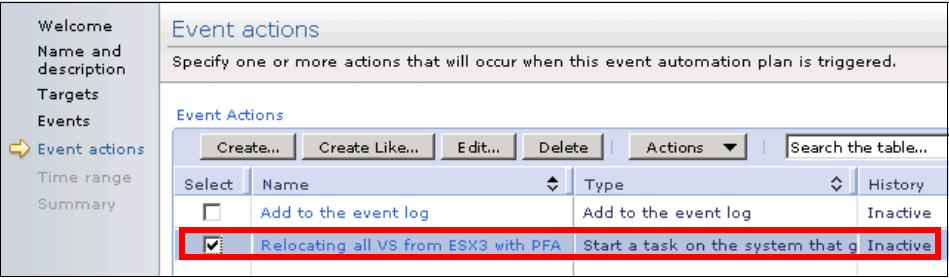 Welcome
Name and
description
Targets
Events
Event actions
Time range
Summary
Event actions
Specify one or more actions that will occur when this event automation plan is triggered.
Event Actions
Create... Create Like... Edit... Delete Actions Search the table...
Select Name Type History
Add to the event log Add to the event log Inactive
Relocating all VS from ESX3 with PFA Start a task on the system that g Inactive